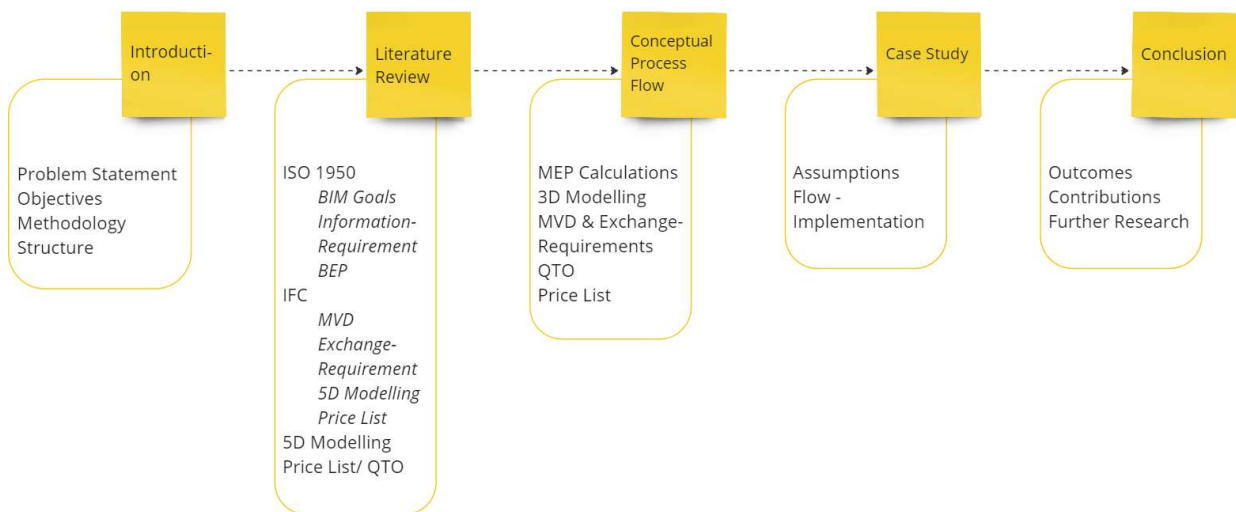 Introducti-
on
Literature
Review
Conceptual
Process
Flow
Case Study
Conclusion
Problem Statement
Objectives
Methodology
Structure
ISO 1950
BIM Goals
Information-
Requirement
BEP
IFC
MVD
Exchange-
Requirement
5D Modelling
Price List
5D Modelling
Price List/ QTO
MEP Calculations
3D Modelling
MVD & Exchange-
Requirements
QTO
Price List
Assumptions
Flow -
Implementation
Outcomes
Contributions
Further Research